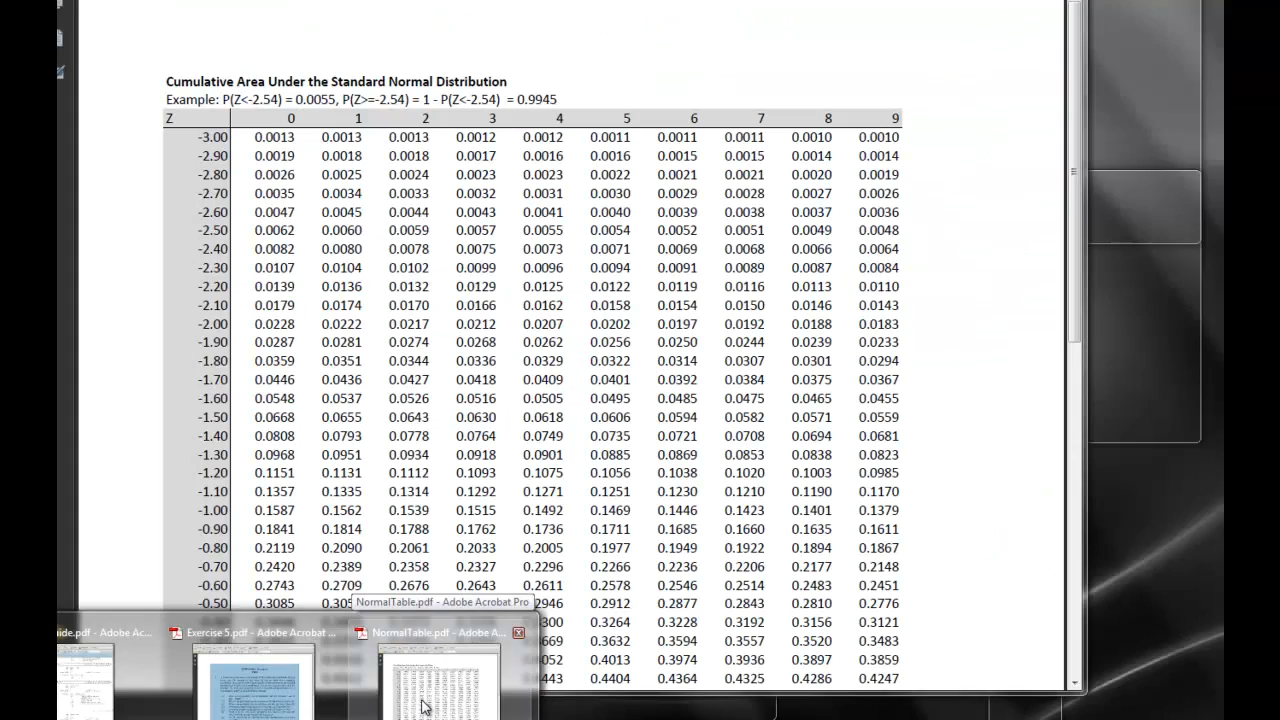 Cumulative Area Under the Standard Normal Distribution
Example: P(Z<-2.54) = 0.0055, P(Z>=-2.54) = 1 - P(Z<-2.54)  = 0.9945
Z 0 1 2 3 4 5 6 7 8 9
-3.00 0.0013 0.0013 0.0013 0.0012 0.0012 0.0011 0.0011 0.0011 0.0010 0.0010
-2.90 0.0019 0.0018 0.0018 0.0017 0.0016 0.0016 0.0015 0.0015 0.0014 0.0014
-2.80 0.0026 0.0025 0.0024 0.0023 0.0023 0.0022 0.0021 0.0021 0.0020 0.0019
-2.70 0.0035 0.0034 0.0033 0.0032 0.0031 0.0030 0.0029 0.0028 0.0027 0.0026
-2.60 0.0047 0.0045 0.0044 0.0043 0.0041 0.0040 0.0039 0.0038 0.0037 0.0036
-2.50 0.0062 0.0060 0.0059 0.0057 0.0055 0.0054 0.0052 0.0051 0.0049 0.0048
-2.40 0.0082 0.0080 0.0078 0.0075 0.0073 0.0071 0.0069 0.0068 0.0066 0.0064
-2.30 0.0107 0.0104 0.0102 0.0099 0.0096 0.0094 0.0091 0.0089 0.0087 0.0084
-2.20 0.0139 0.0136 0.0132 0.0129 0.0125 0.0122 0.0119 0.0116 0.0113 0.0110
-2.10 0.0179 0.0174 0.0170 0.0166 0.0162 0.0158 0.0154 0.0150 0.0146 0.0143
-2.00 0.0228 0.0222 0.0217 0.0212 0.0207 0.0202 0.0197 0.0192 0.0188 0.0183
-1.90 0.0287 0.0281 0.0274 0.0268 0.0262 0.0256 0.0250 0.0244 0.0239 0.0233
-1.80 0.0359 0.0351 0.0344 0.0336 0.0329 0.0322 0.0314 0.0307 0.0301 0.0294
-1.70 0.0446 0.0436 0.0427 0.0418 0.0409 0.0401 0.0392 0.0384 0.0375 0.0367
-1.60 0.0548 0.0537 0.0526 0.0516 0.0505 0.0495 0.0485 0.0475 0.0465 0.0455
-1.50 0.0668 0.0655 0.0643 0.0630 0.0618 0.0606 0.0594 0.0582 0.0571 0.0559
-1.40 0.0808 0.0793 0.0778 0.0764 0.0749 0.0735 0.0721 0.0708 0.0694 0.0681
-1.30 0.0968 0.0951 0.0934 0.0918 0.0901 0.0885 0.0869 0.0853 0.0838 0.0823
-1.20 0.1151 0.1131 0.1112 0.1093 0.1075 0.1056 0.1038 0.1020 0.1003 0.0985
-1.10 0.1357 0.1335 0.1314 0.1292 0.1271 0.1251 0.1230 0.1210 0.1190 0.1170
-1.00 0.1587 0.1562 0.1539 0.1515 0.1492 0.1469 0.1446 0.1423 0.1401 0.1379
-0.90 0.1841 0.1814 0.1788 0.1762 0.1736 0.1711 0.1685 0.1660 0.1635 0.1611
-0.80 0.2119 0.2090 0.2061 0.2033 0.2005 0.1977 0.1949 0.1922 0.1894 0.1867
-0.70 0.2420 0.2389 0.2358 0.2327 0.2296 0.2266 0.2236 0.2206 0.2177 0.2148
-0.60 0.2743 0.2709 0.2676 0.2643 0.2611 0.2578 0.2546 0.2514 0.2483 0.2451
-0.50 0.3085 0.305 NormalTable.pdf - Adobe Acrobat Pro 2946 0.2912 0.2877 0.2843 0.2810 0.2776
300 0.3264 0.3228 0.3192 0.3156 0.3121
uide.pdf - Adobe Ac... Exercise 5.pdf - Adobe Acrobat ... NormalTable.pdf - Adobe A...
669 0.3632 0.3594 0.3557 0.3520 0.3483
052 0.4013 0.3974 0.3936 0.3897 0.3859
443 0.4404 0.4364 0.4325 0.4286 0.4247